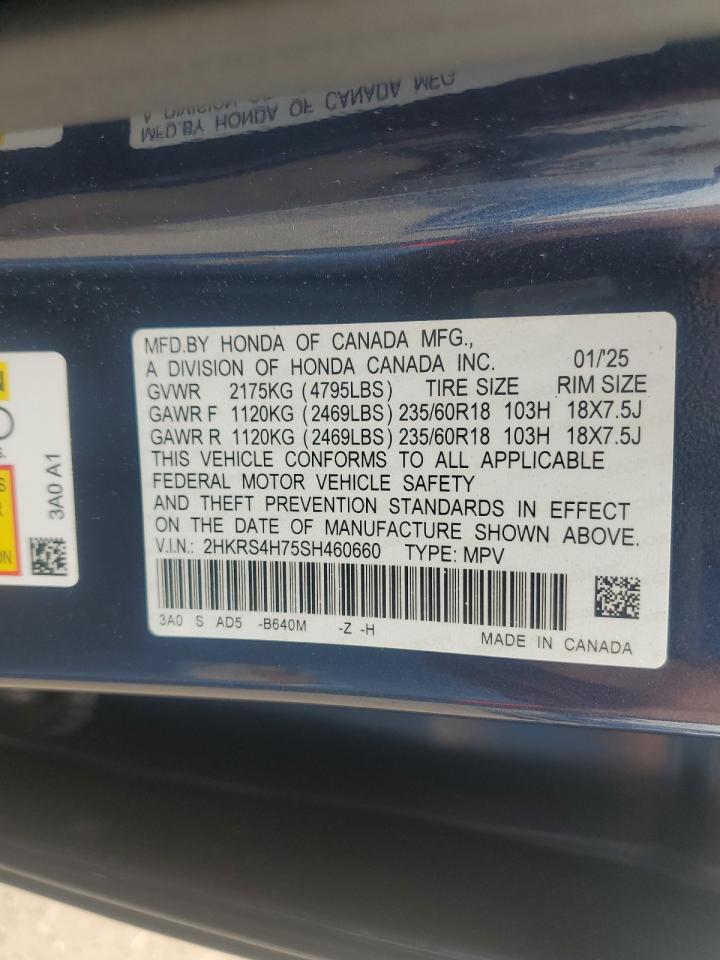 MFD.BY HONDA OF CANADA MFG
A DIVISION
MFD.BY HONDA OF CANADA MFG.,
A DIVISION OF HONDA CANADA INC. 01/'25
GVWR 2175KG (4795LBS) TIRE SIZE RIM SIZE
GAWR F 1120KG (2469LBS) 235/60R18 103H 18X7.5J
GAWR R 1120KG (2469LBS) 235/60R18 103H 18X7.5J
THIS VEHICLE CONFORMS TO ALL APPLICABLE
FEDERAL MOTOR VEHICLE SAFETY
AND THEFT PREVENTION STANDARDS IN EFFECT
ON THE DATE OF MANUFACTURE SHOWN ABOVE.
V.I.N.: 2HKRS4H75SH460660 TYPE: MPV
3A0 S AD5 -B640M -Z -H
MADE IN CANADA
3A0 A1